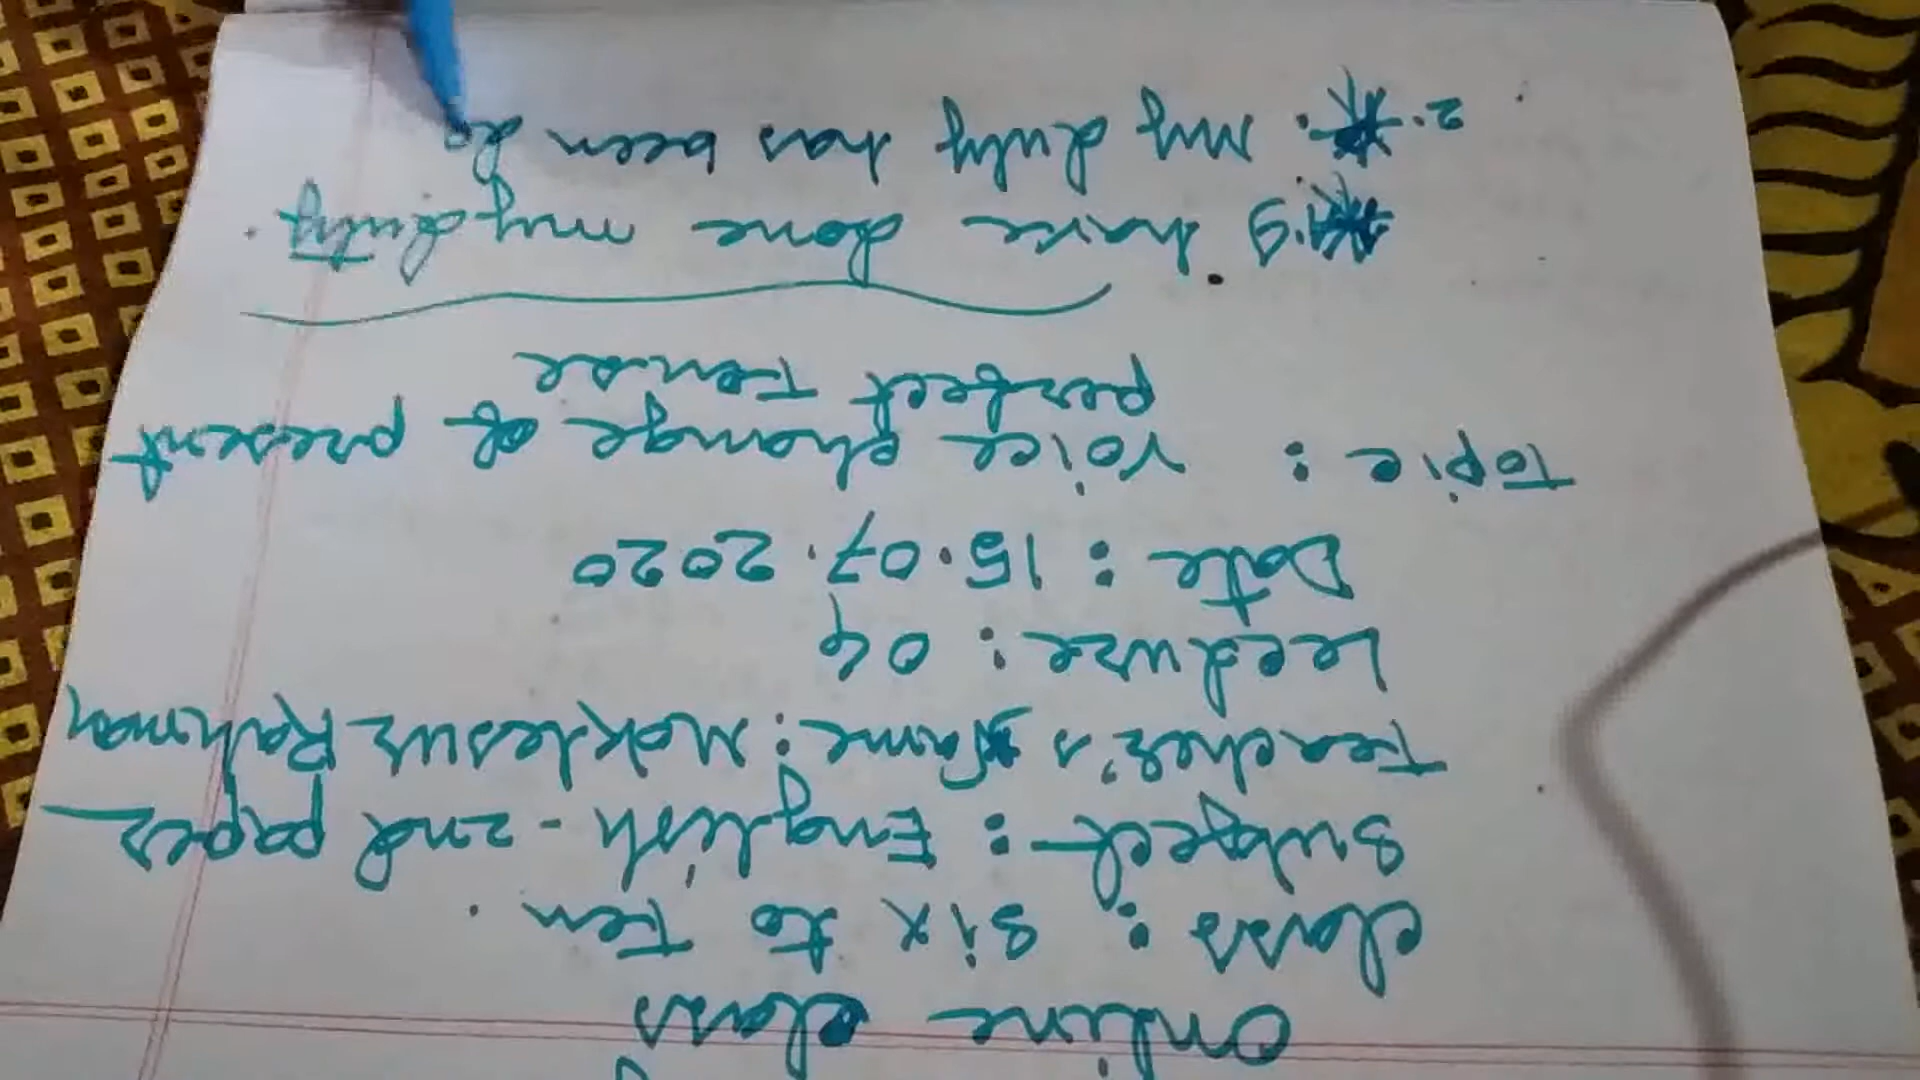 Online class
Class : Six to Ten .
Subject : English - 2nd paper
Teacher's Name : Moklesur Rahman
Lecture : 04
Date : 15.07.2020
Topic : Voice change of present
perfect Tense
1. I have done my duty .
2. My duty has been do